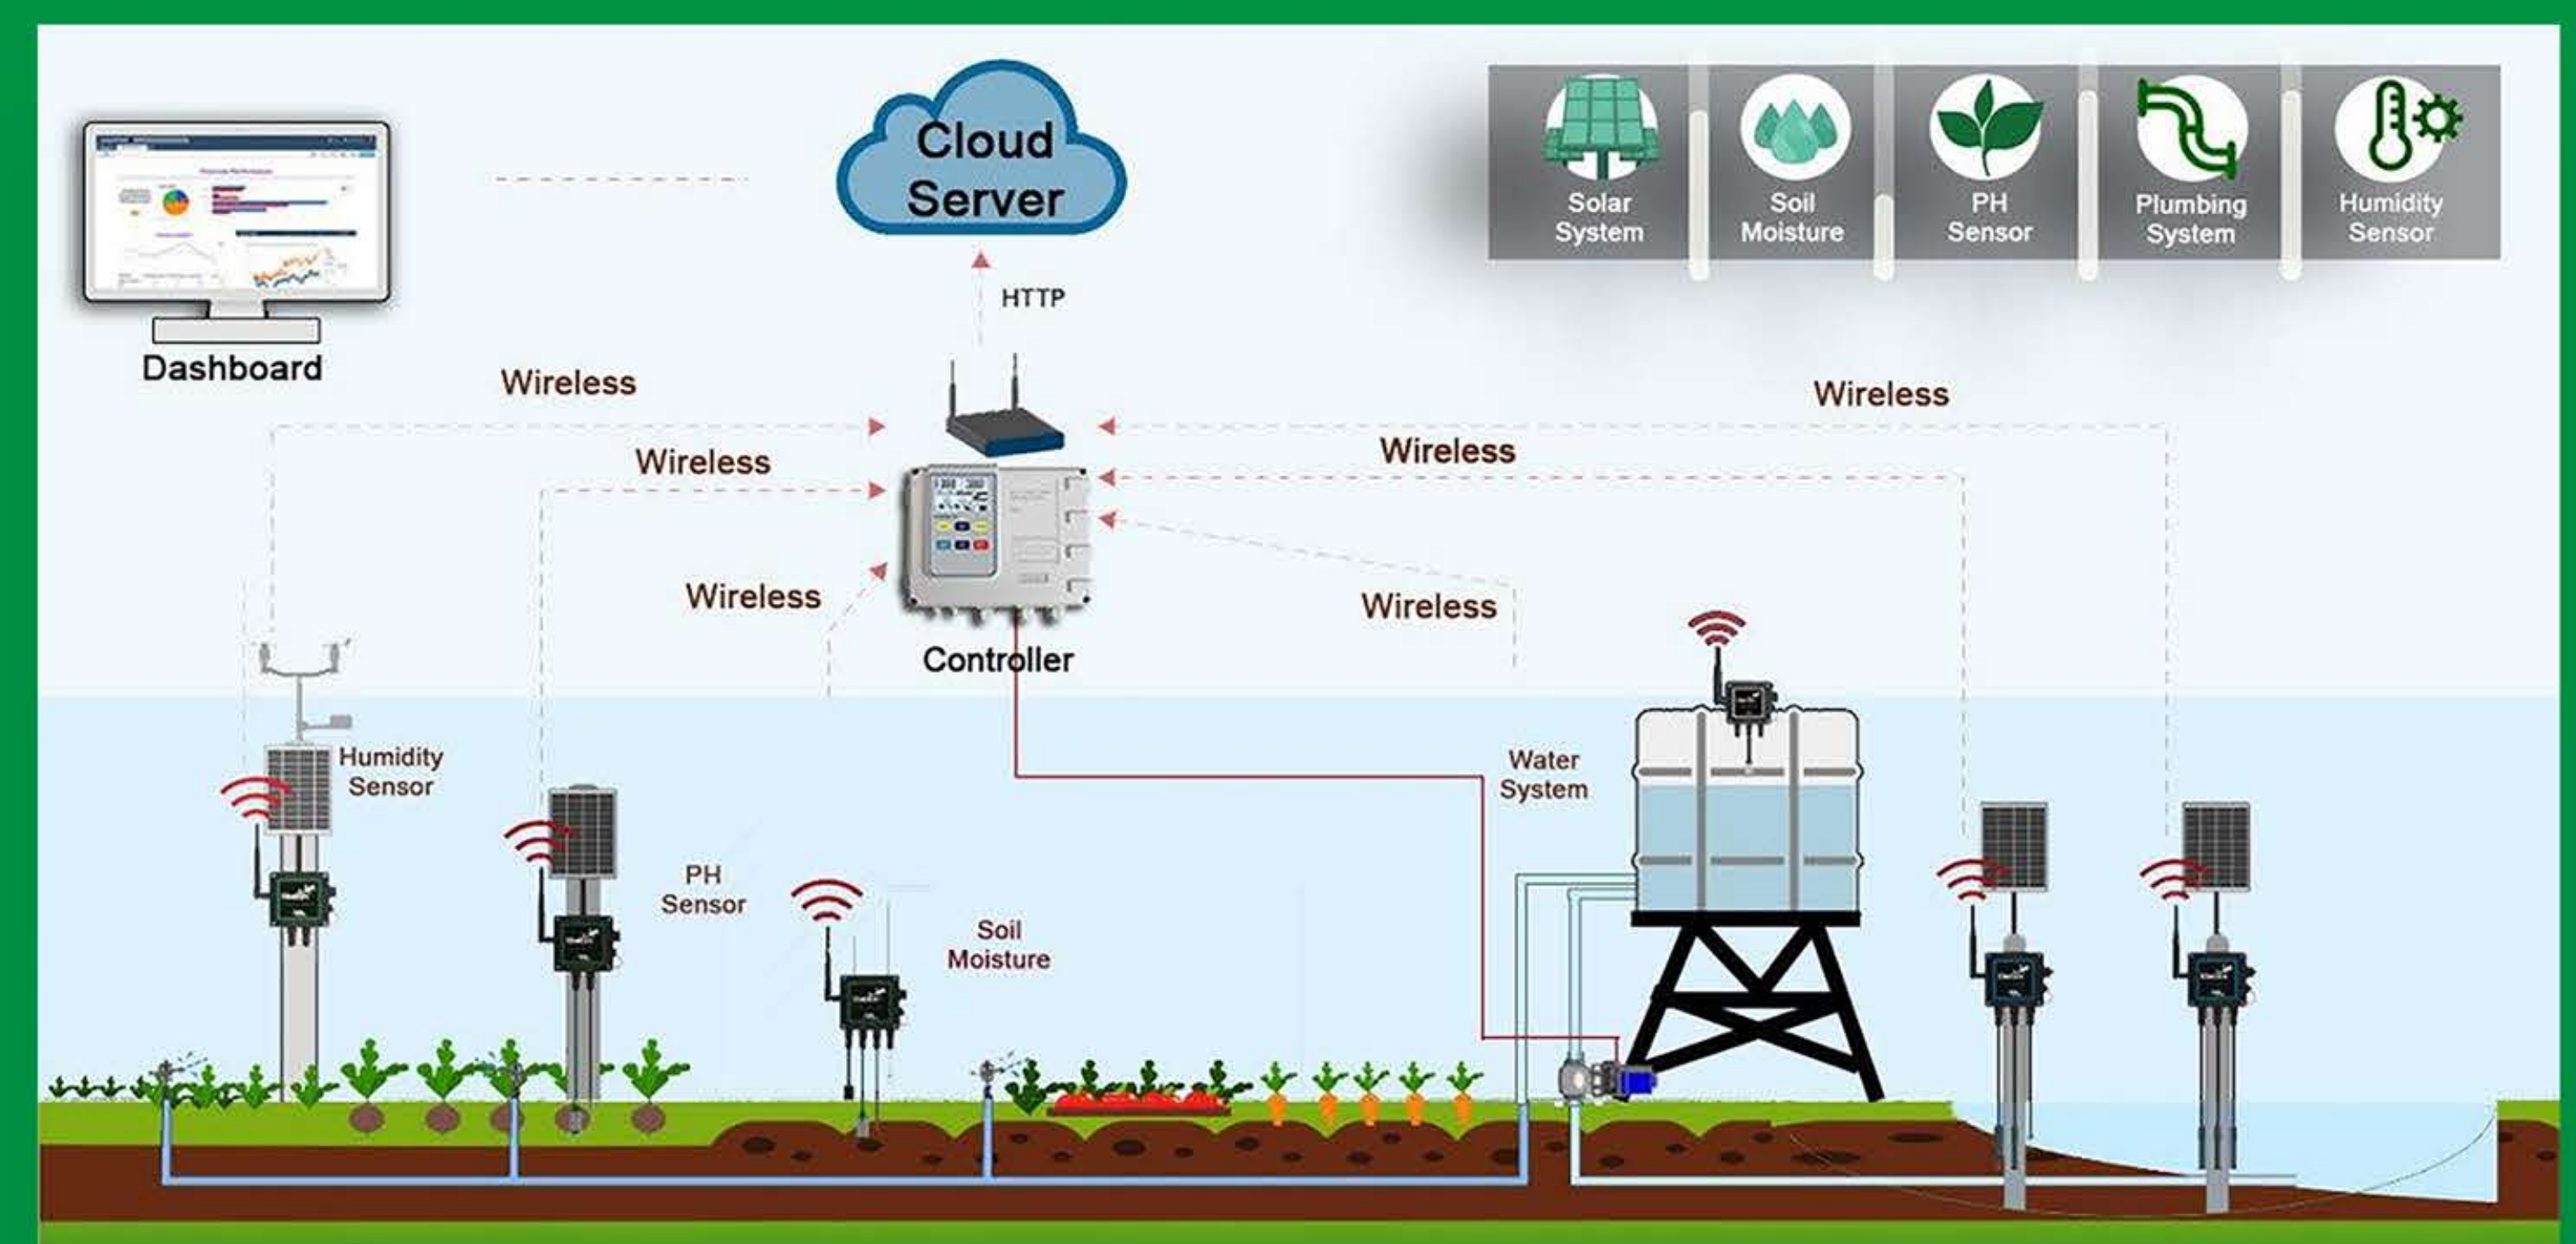 Cloud
Server
Solar
System
Soil
Moisture
PH
Sensor
Plumbing
System
Humidity
Sensor
HTTP
Dashboard
Wireless
Wireless
Wireless
Wireless
Wireless
Wireless
Controller
Humidity
Sensor
Water
System
PH
Sensor
Soil
Moisture